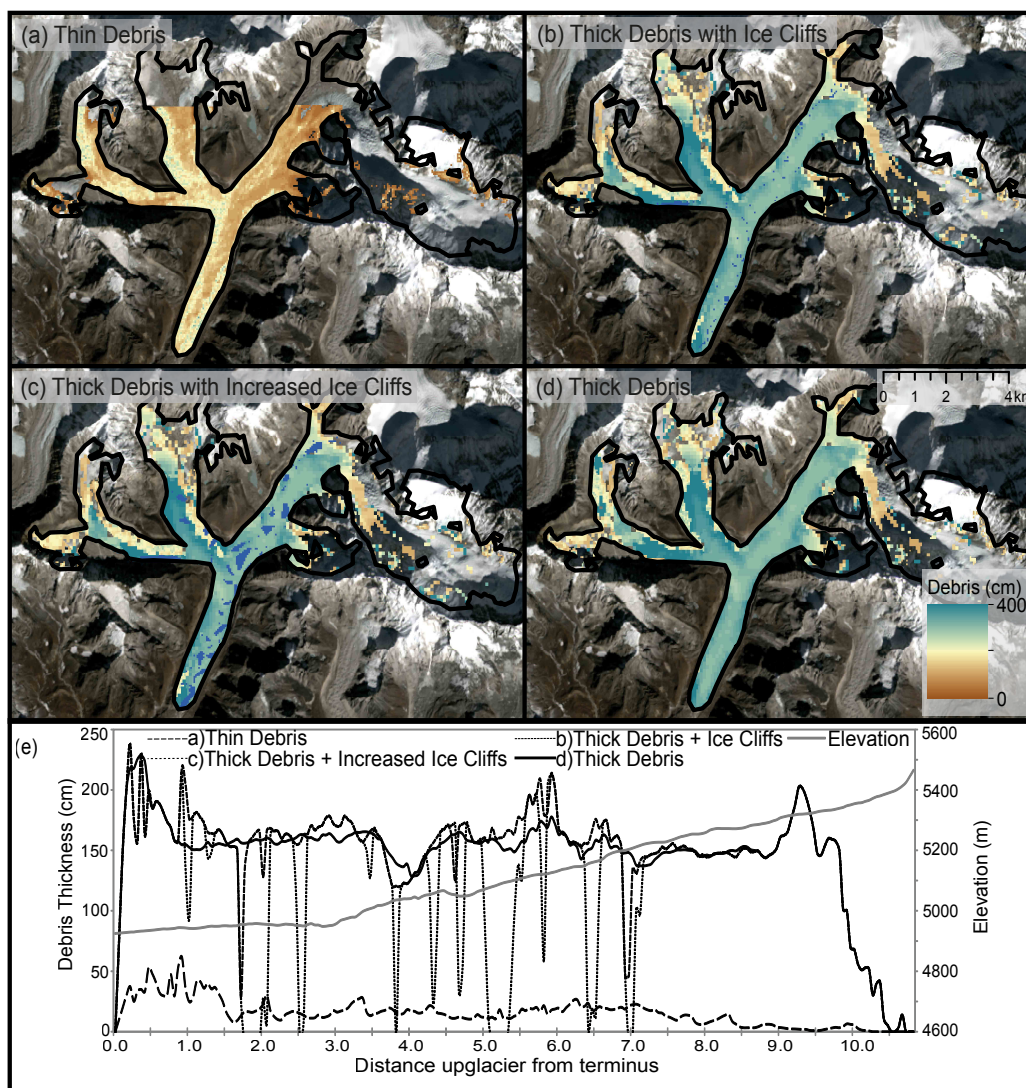 (a) Thin Debris
(b) Thick Debris with Ice Cliffs
(c) Thick Debris with Increased Ice Cliffs
(d) Thick Debris
0 1 2 4 km
Debris (cm)
400
0
(e)
a)Thin Debris
b)Thick Debris + Ice Cliffs
Elevation
c)Thick Debris + Increased Ice Cliffs
d)Thick Debris
Debris Thickness (cm)
250
200
150
100
50
0
5600
5400
5200
5000
4800
4600
Elevation (m)
0.0 1.0 2.0 3.0 4.0 5.0 6.0 7.0 8.0 9.0 10.0
Distance upglacier from terminus